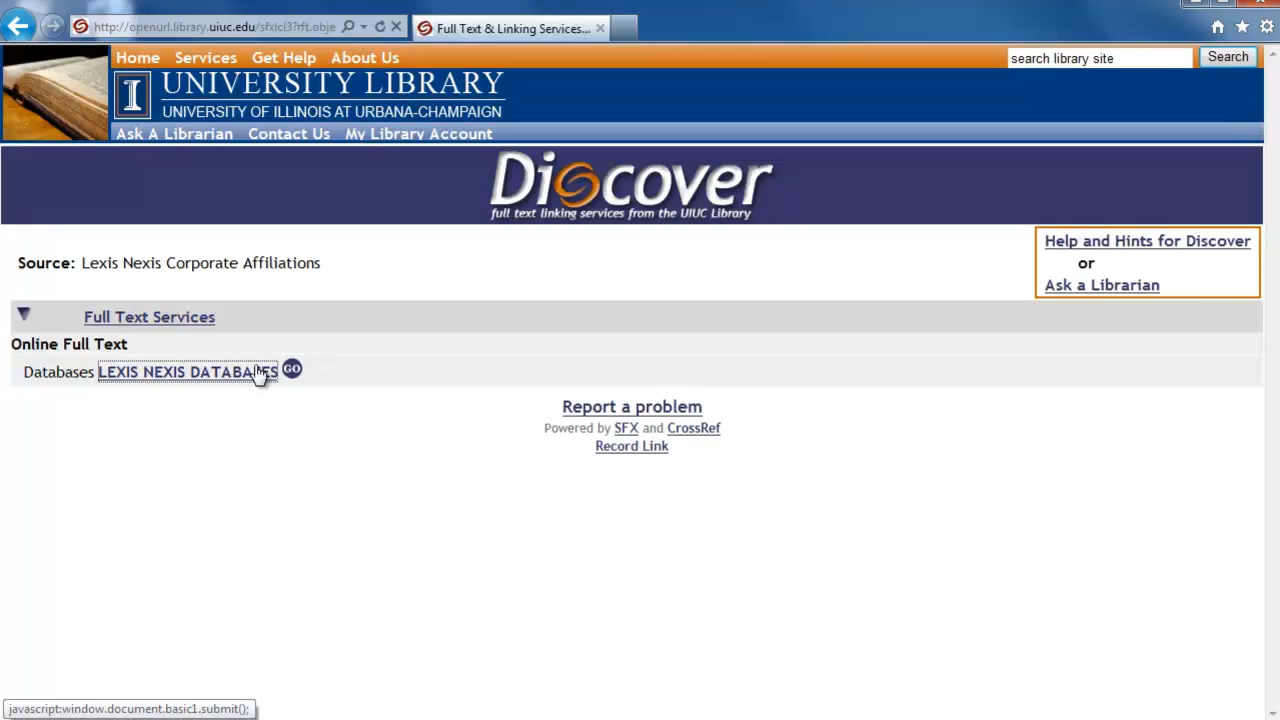 http://openurl.library.uiuc.edu/sfxlcl3?rft.obje
Full Text & Linking Services...
Home Services Get Help About Us
search library site
Search
I
UNIVERSITY LIBRARY
UNIVERSITY OF ILLINOIS AT URBANA-CHAMPAIGN
Ask A Librarian Contact Us My Library Account
Discover
full text linking services from the UIUC Library
Help and Hints for Discover
or
Ask a Librarian
Source: Lexis Nexis Corporate Affiliations
Full Text Services
Online Full Text
Databases LEXIS NEXIS DATABASES GO
Report a problem
Powered by SFX and CrossRef
Record Link
javascript:window.document.basic1.submit();